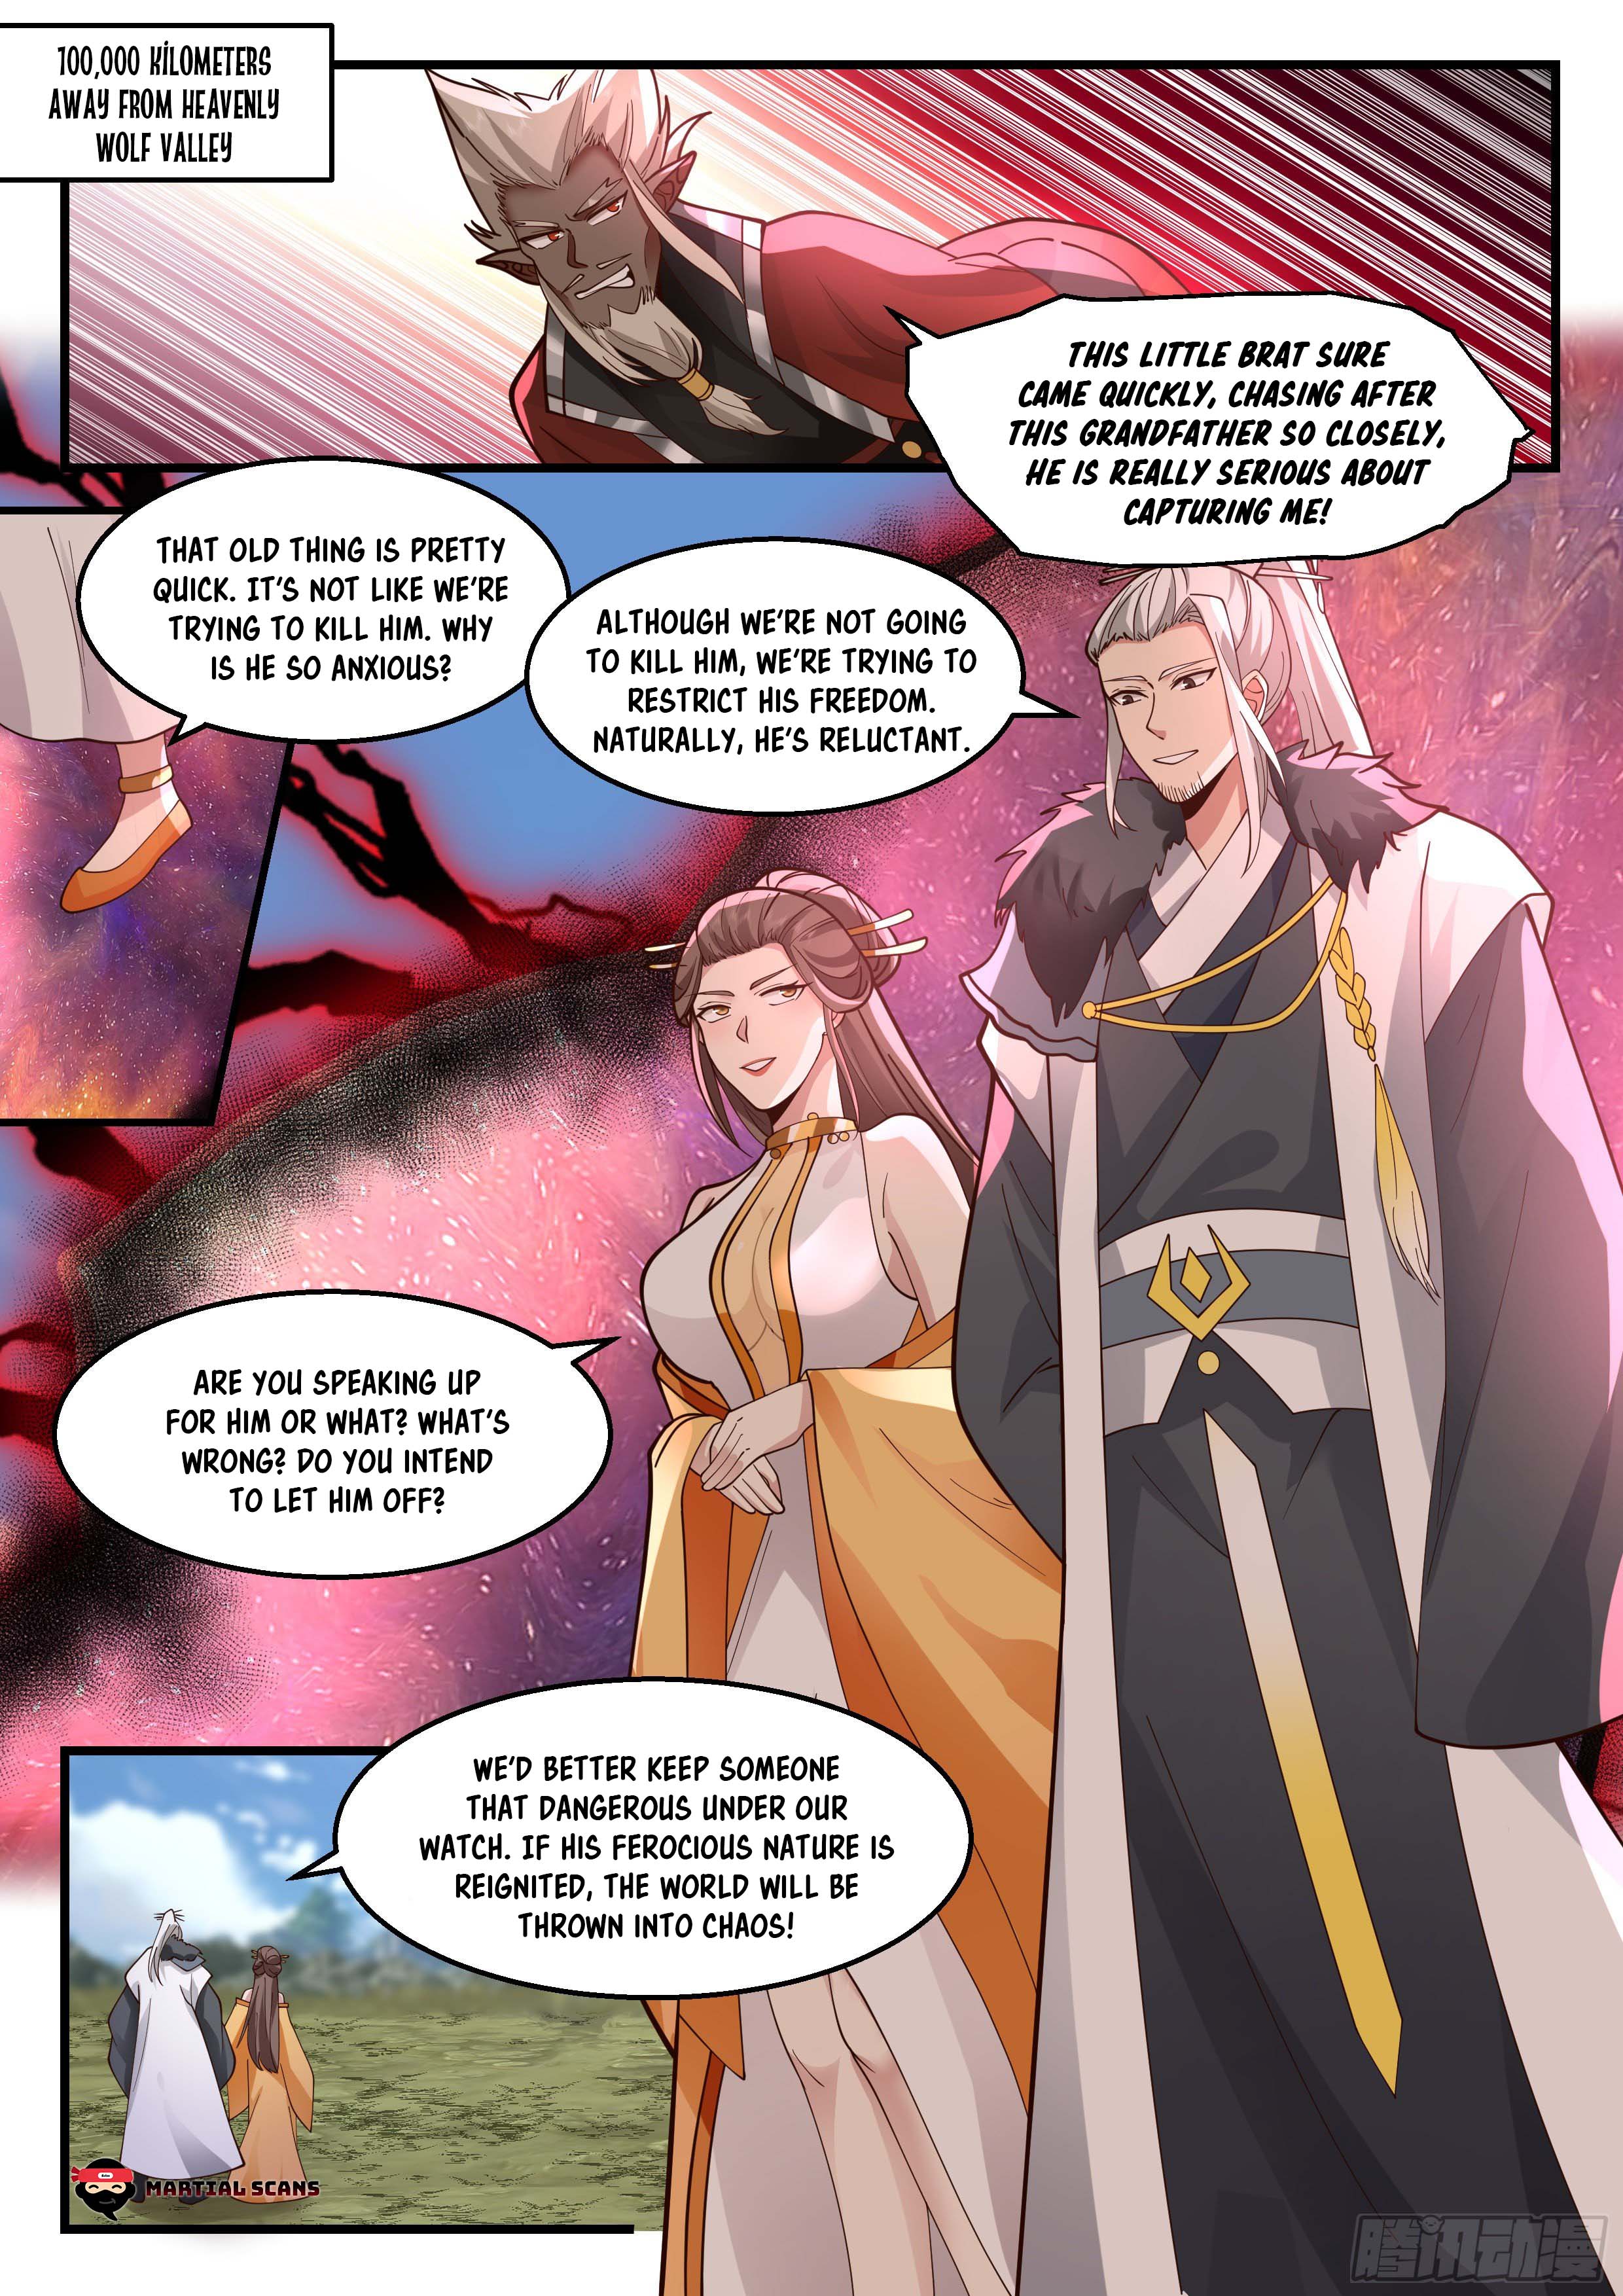 100,000 KILOMETERS
AWAY FROM HEAVENLY
WOLF VALLEY
THIS LITTLE BRAT SURE
CAME QUICKLY, CHASING AFTER
THIS GRANDFATHER SO CLOSELY,
HE IS REALLY SERIOUS ABOUT
CAPTURING ME!
THAT OLD THING IS PRETTY
QUICK. IT'S NOT LIKE WE'RE
TRYING TO KILL HIM. WHY
IS HE SO ANXIOUS?
ALTHOUGH WE'RE NOT GOING
TO KILL HIM, WE'RE TRYING TO
RESTRICT HIS FREEDOM.
NATURALLY, HE'S RELUCTANT.
ARE YOU SPEAKING UP
FOR HIM OR WHAT? WHAT'S
WRONG? DO YOU INTEND
TO LET HIM OFF?
WE'D BETTER KEEP SOMEONE
THAT DANGEROUS UNDER OUR
WATCH. IF HIS FEROCIOUS NATURE IS
REIGNITED, THE WORLD WILL BE
THROWN INTO CHAOS!
MARTIAL SCANS
腾讯动漫